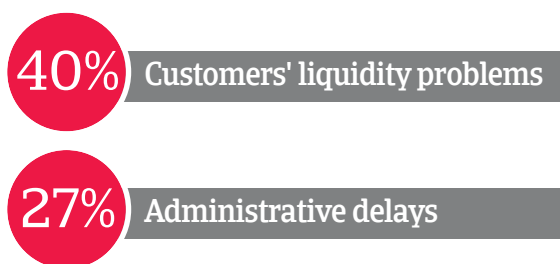 40% Customers' liquidity problems
27% Administrative delays